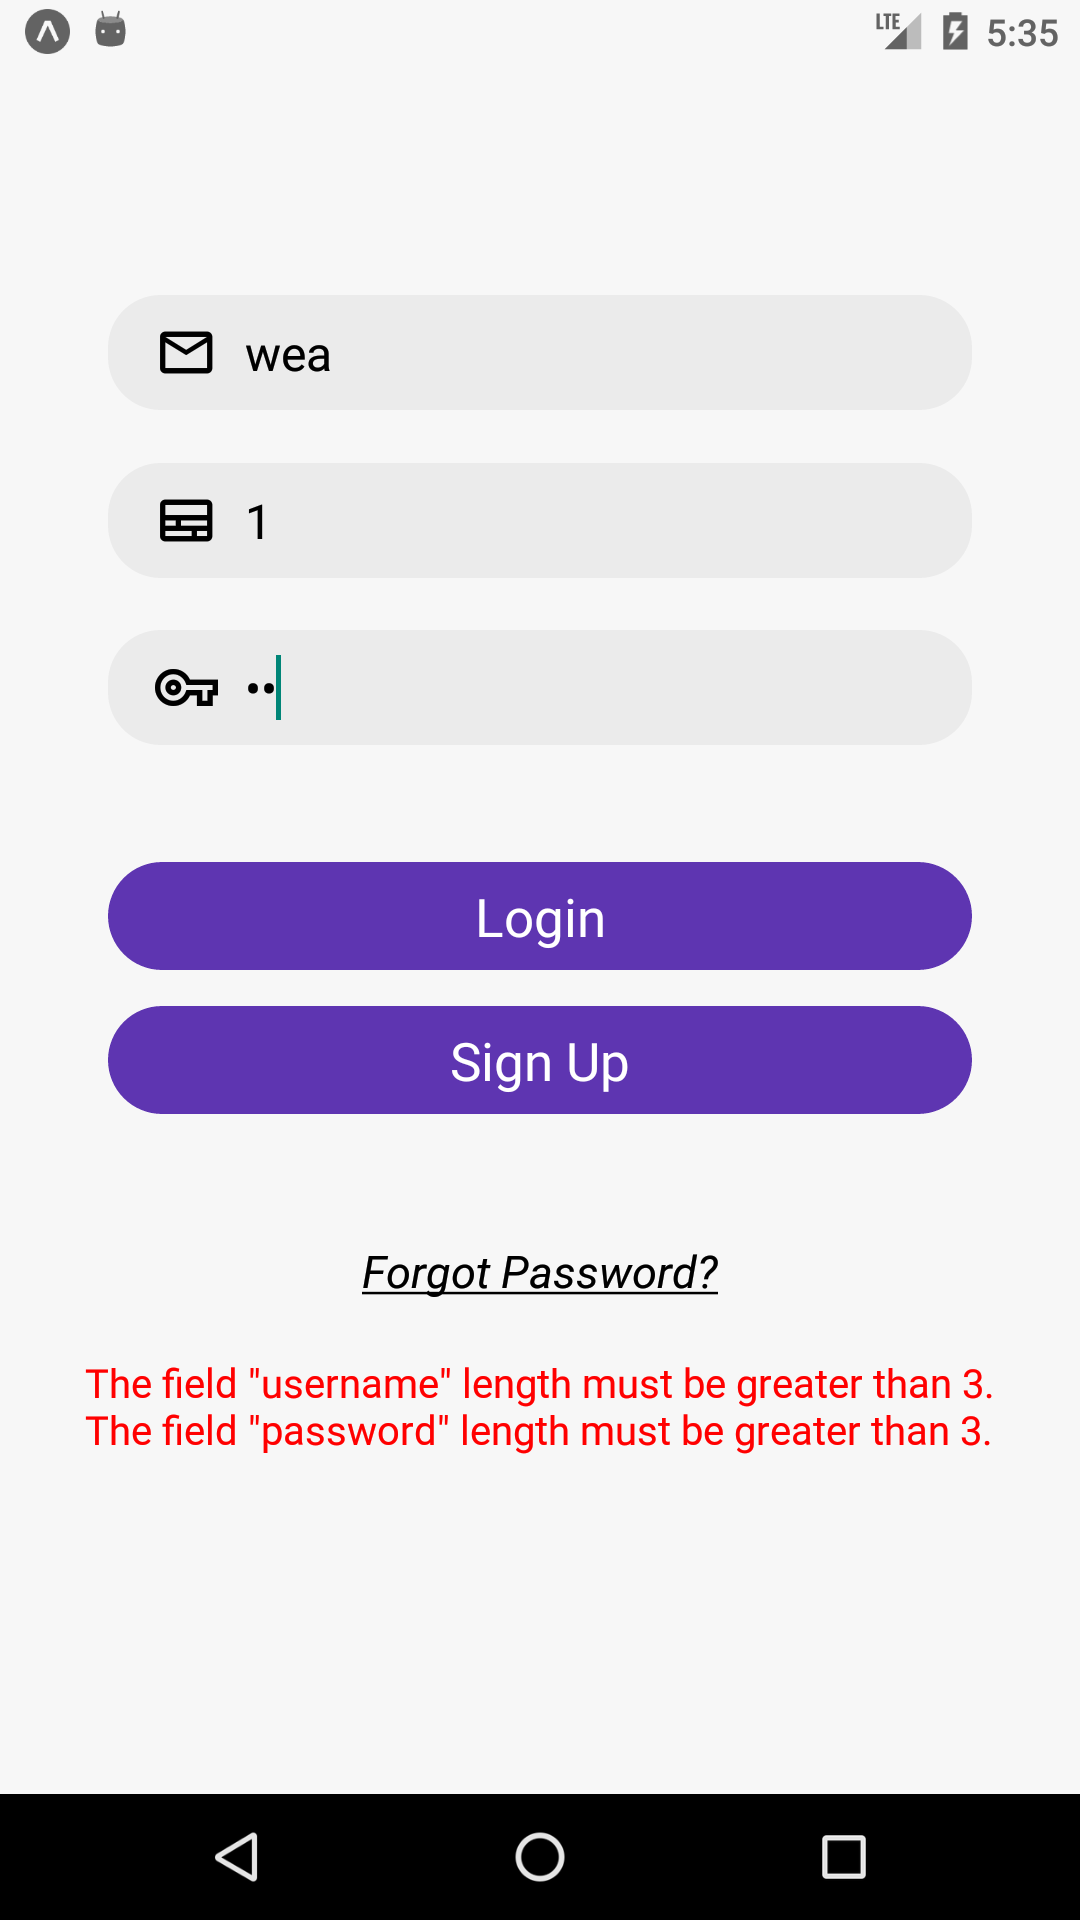 LTE 5:35
wea
1
••
Login
Sign Up
Forgot Password?
The field "username" length must be greater than 3.
The field "password" length must be greater than 3.